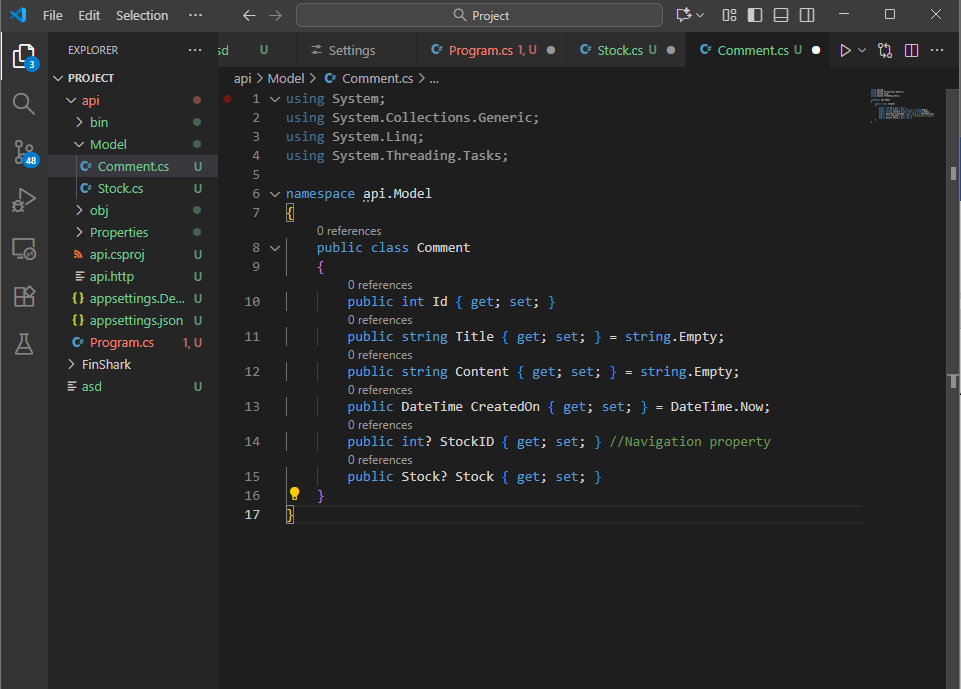 File Edit Selection ··· Project
EXPLORER ···
PROJECT
api
bin
Model
Comment.cs U
Stock.cs U
obj
Properties
api.csproj U
api.http U
appsettings.De... U
appsettings.json U
Program.cs 1, U
FinShark
asd U
3
48
sd U Settings Program.cs 1, U Stock.cs U Comment.cs U
api > Model > Comment.cs > ...
1 using System;
2 using System.Collections.Generic;
3 using System.Linq;
4 using System.Threading.Tasks;
5
6 namespace api.Model
7 {
0 references
8 public class Comment
9 {
0 references
10 public int Id { get; set; }
0 references
11 public string Title { get; set; } = string.Empty;
0 references
12 public string Content { get; set; } = string.Empty;
0 references
13 public DateTime CreatedOn { get; set; } = DateTime.Now;
0 references
14 public int? StockID { get; set; } //Navigation property
0 references
15 public Stock? Stock { get; set; }
16 }
17 }